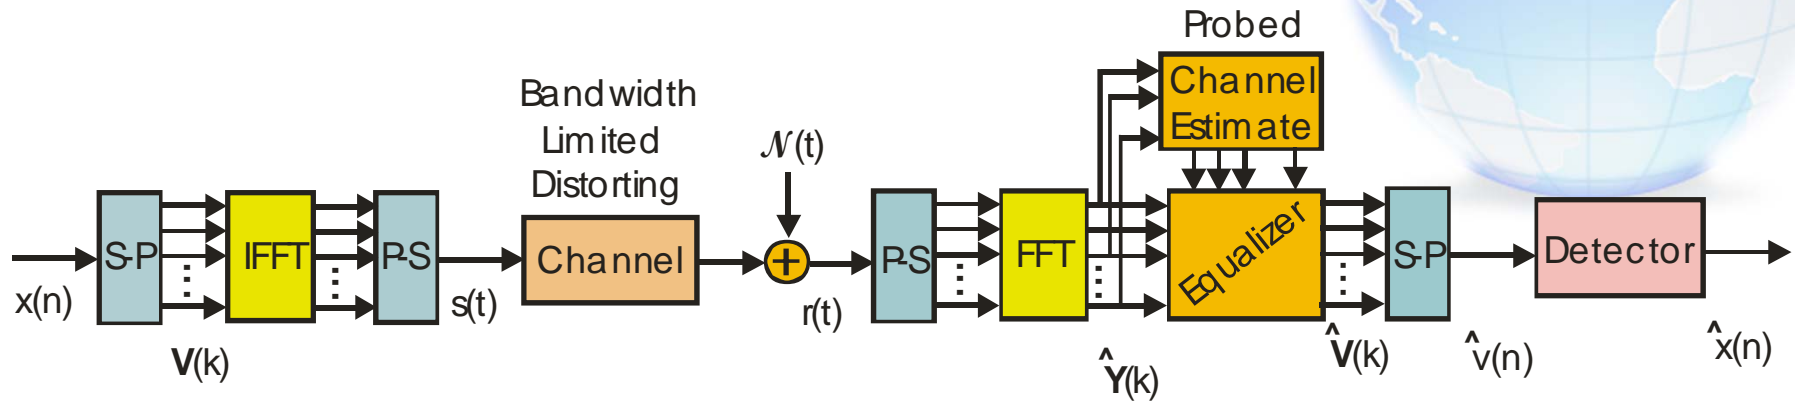 Probed
Channel
Estimate
Bandwidth
Limited
Distorting
𝒩(t)
S-P
IFFT
P-S
Channel
+
P-S
FFT
Equalizer
S-P
Detector
x(n)
V(k)
s(t)
r(t)
Ŷ(k)
V̂(k)
v̂(n)
x̂(n)